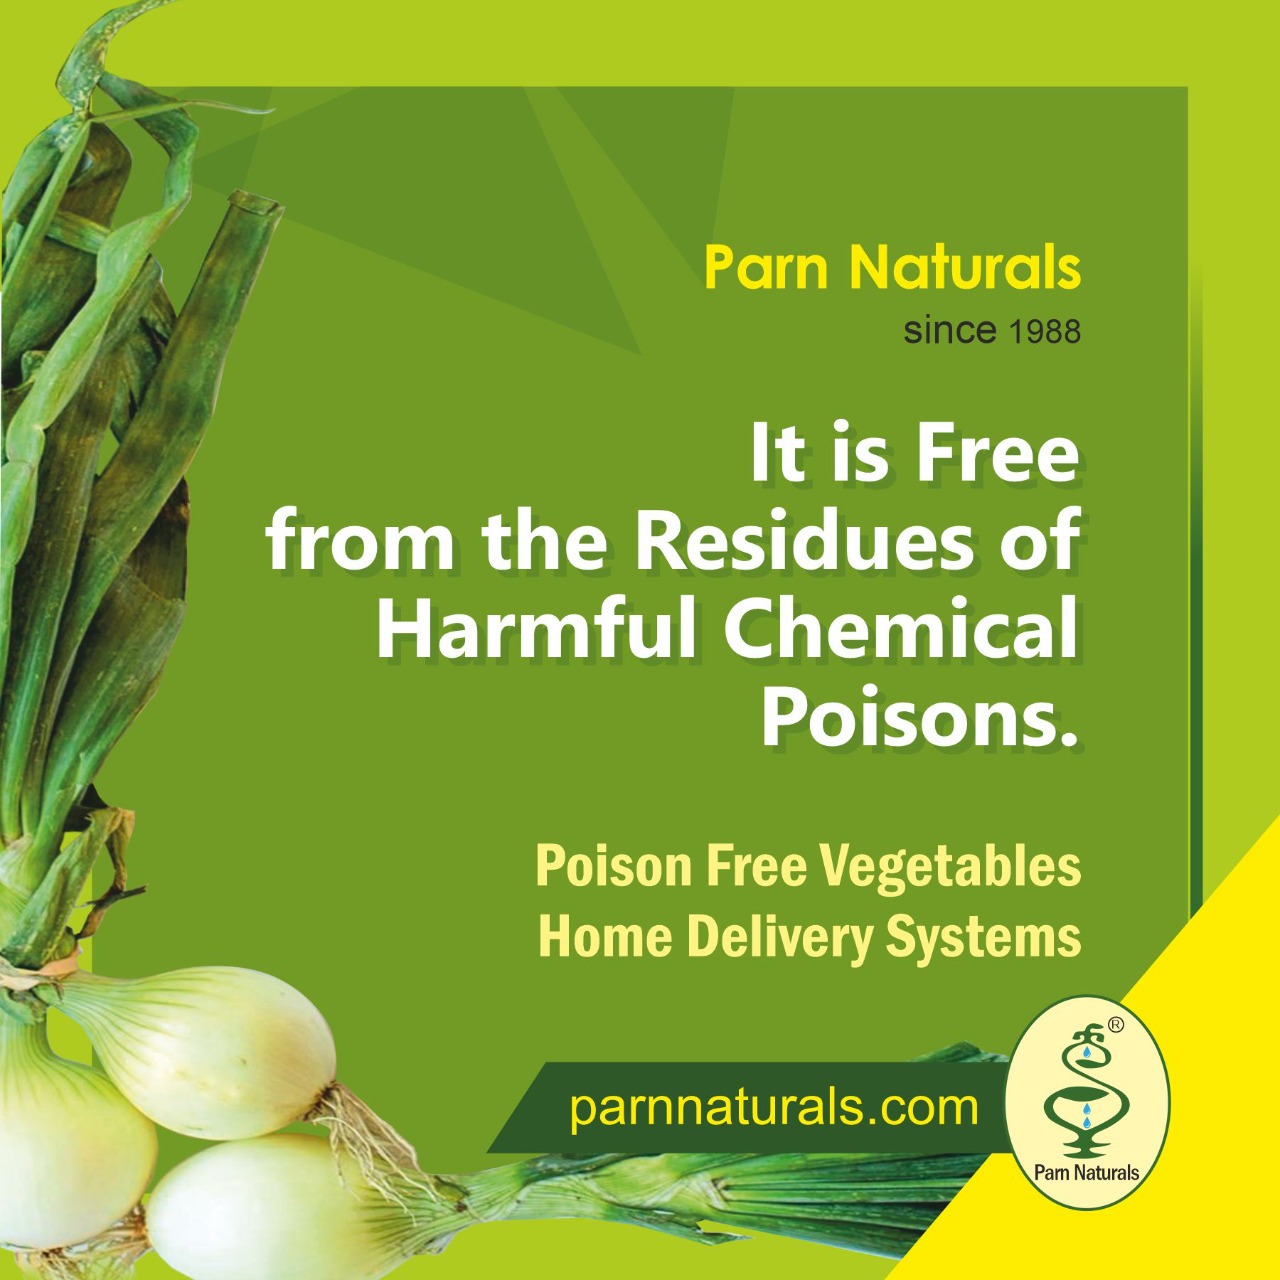 Parn Naturals
since 1988
It is Free
from the Residues of
Harmful Chemical
Poisons.
Poison Free Vegetables
Home Delivery Systems
parnnaturals.com
®
Parn Naturals